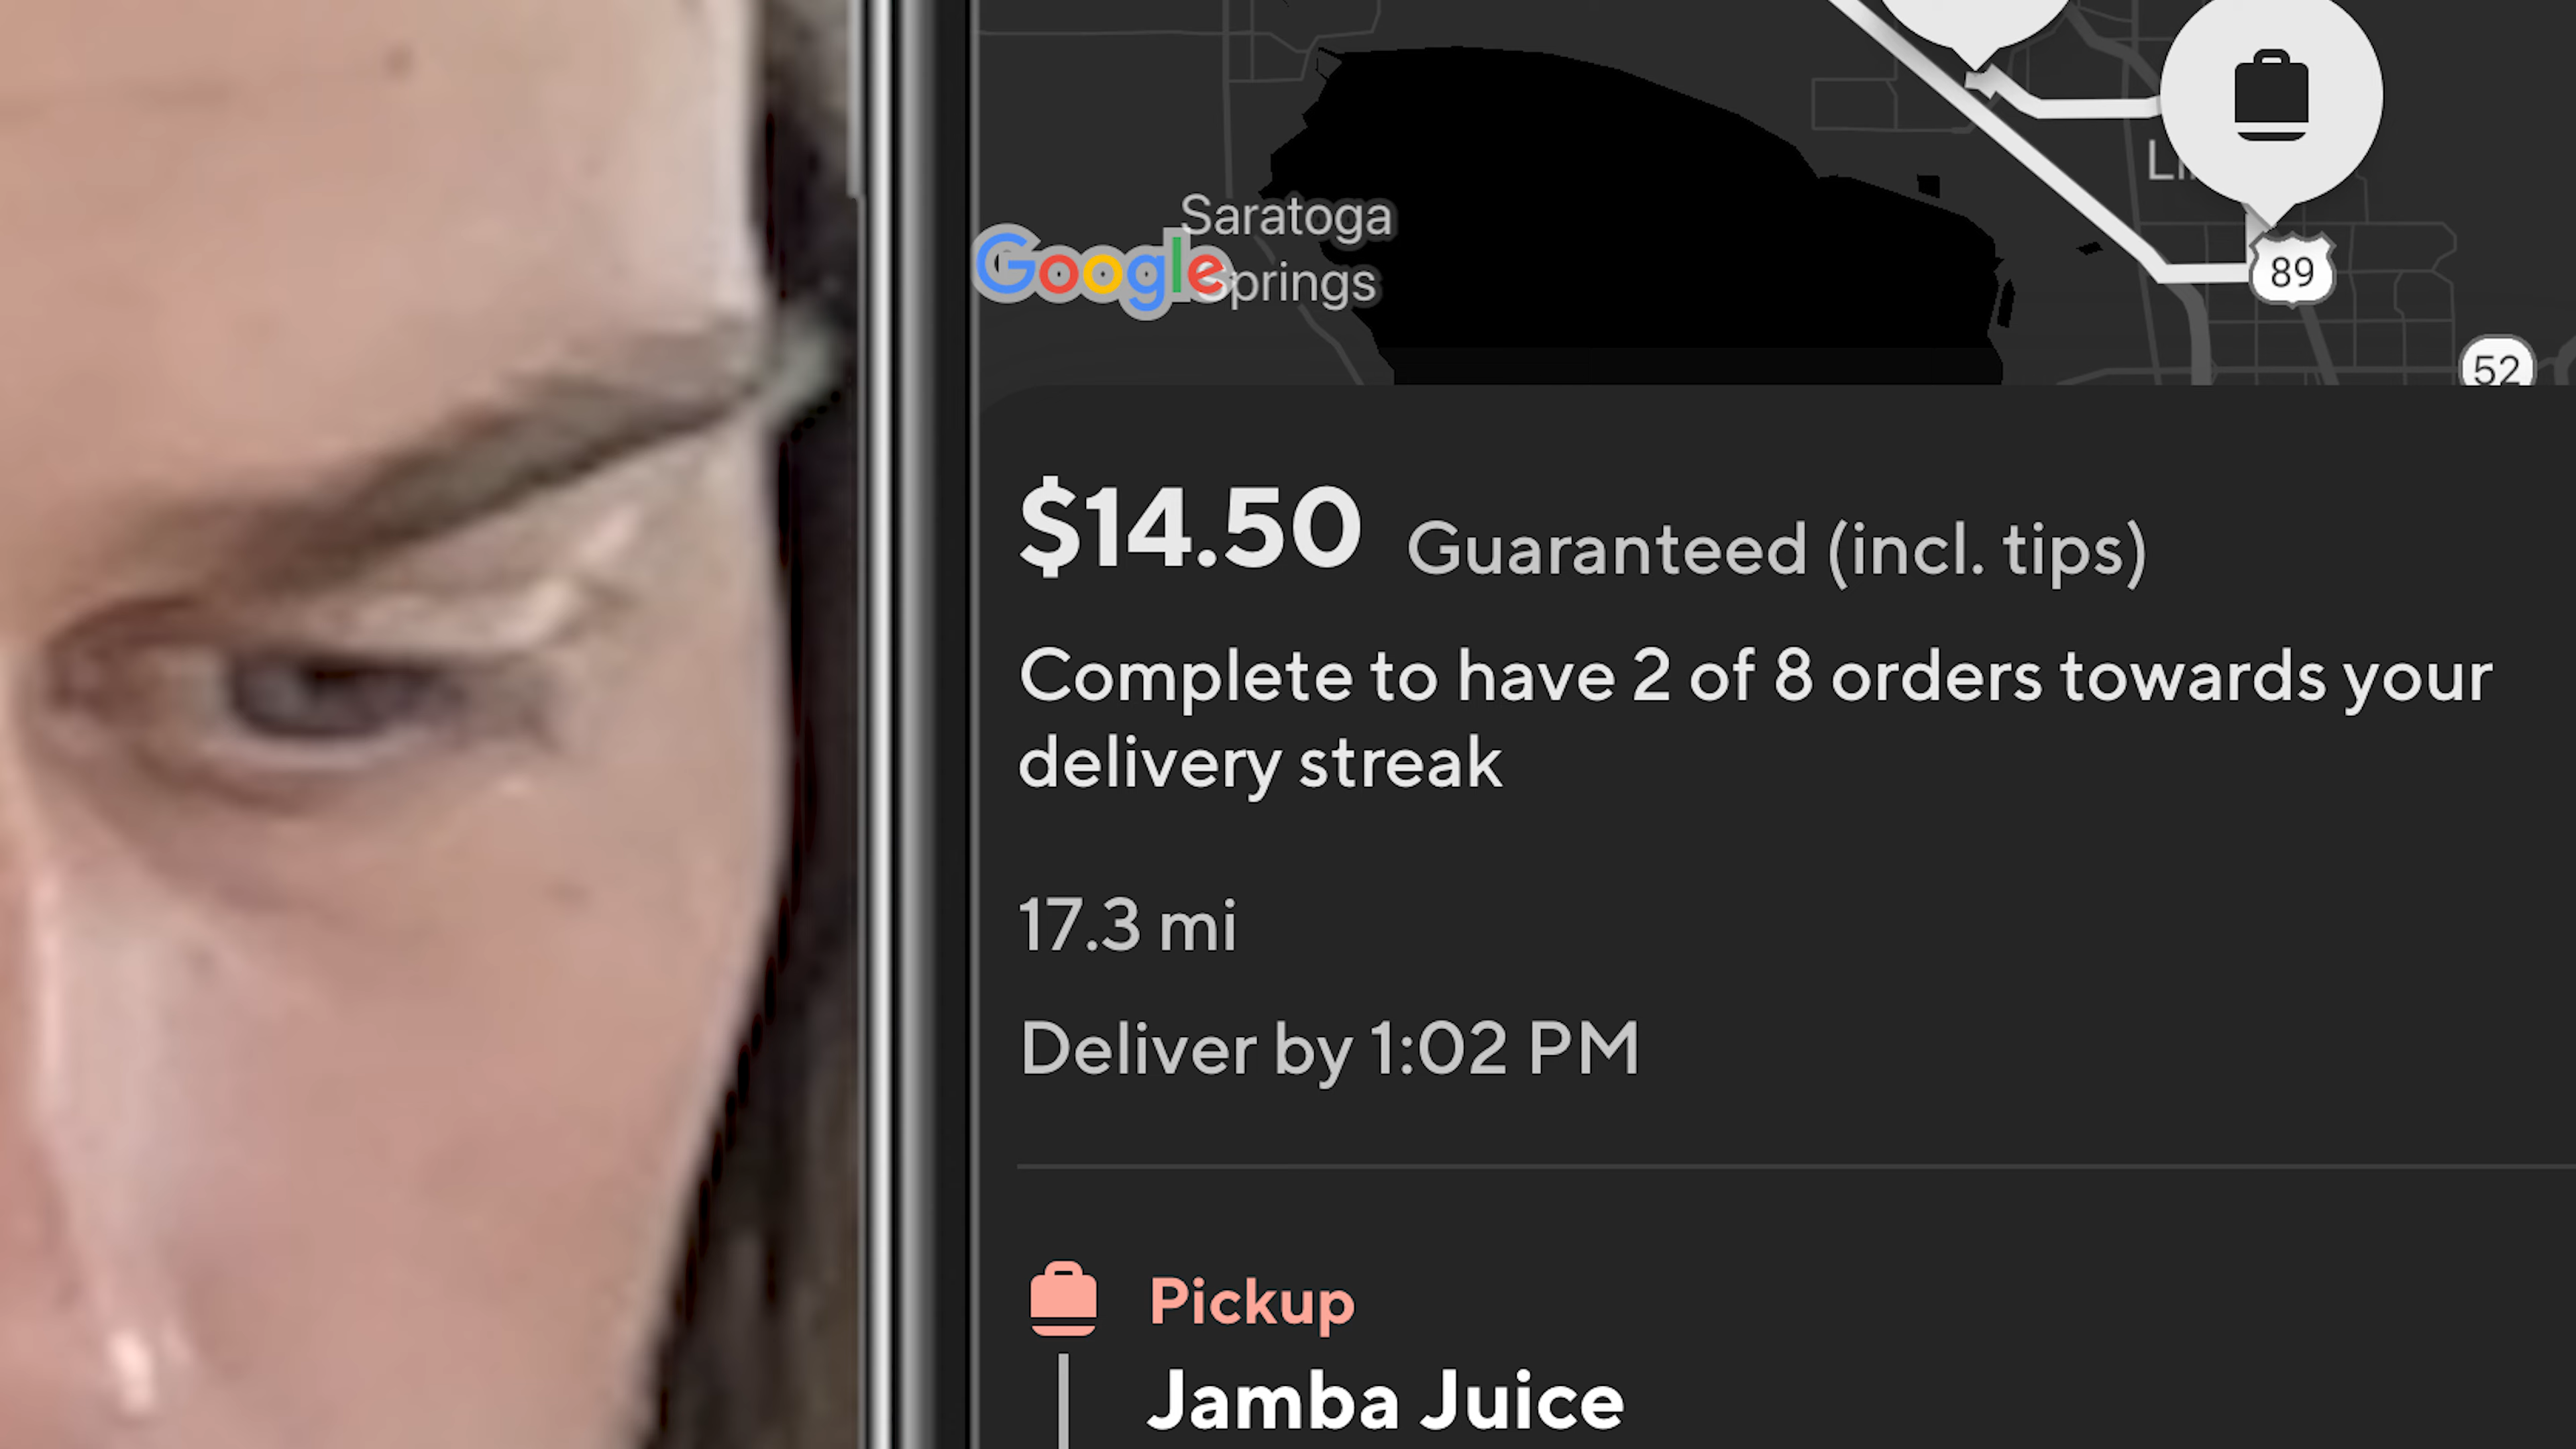 Saratoga
Springs
Google
89
52
$14.50 Guaranteed (incl. tips)
Complete to have 2 of 8 orders towards your
delivery streak
17.3 mi
Deliver by 1:02 PM
Pickup
Jamba Juice